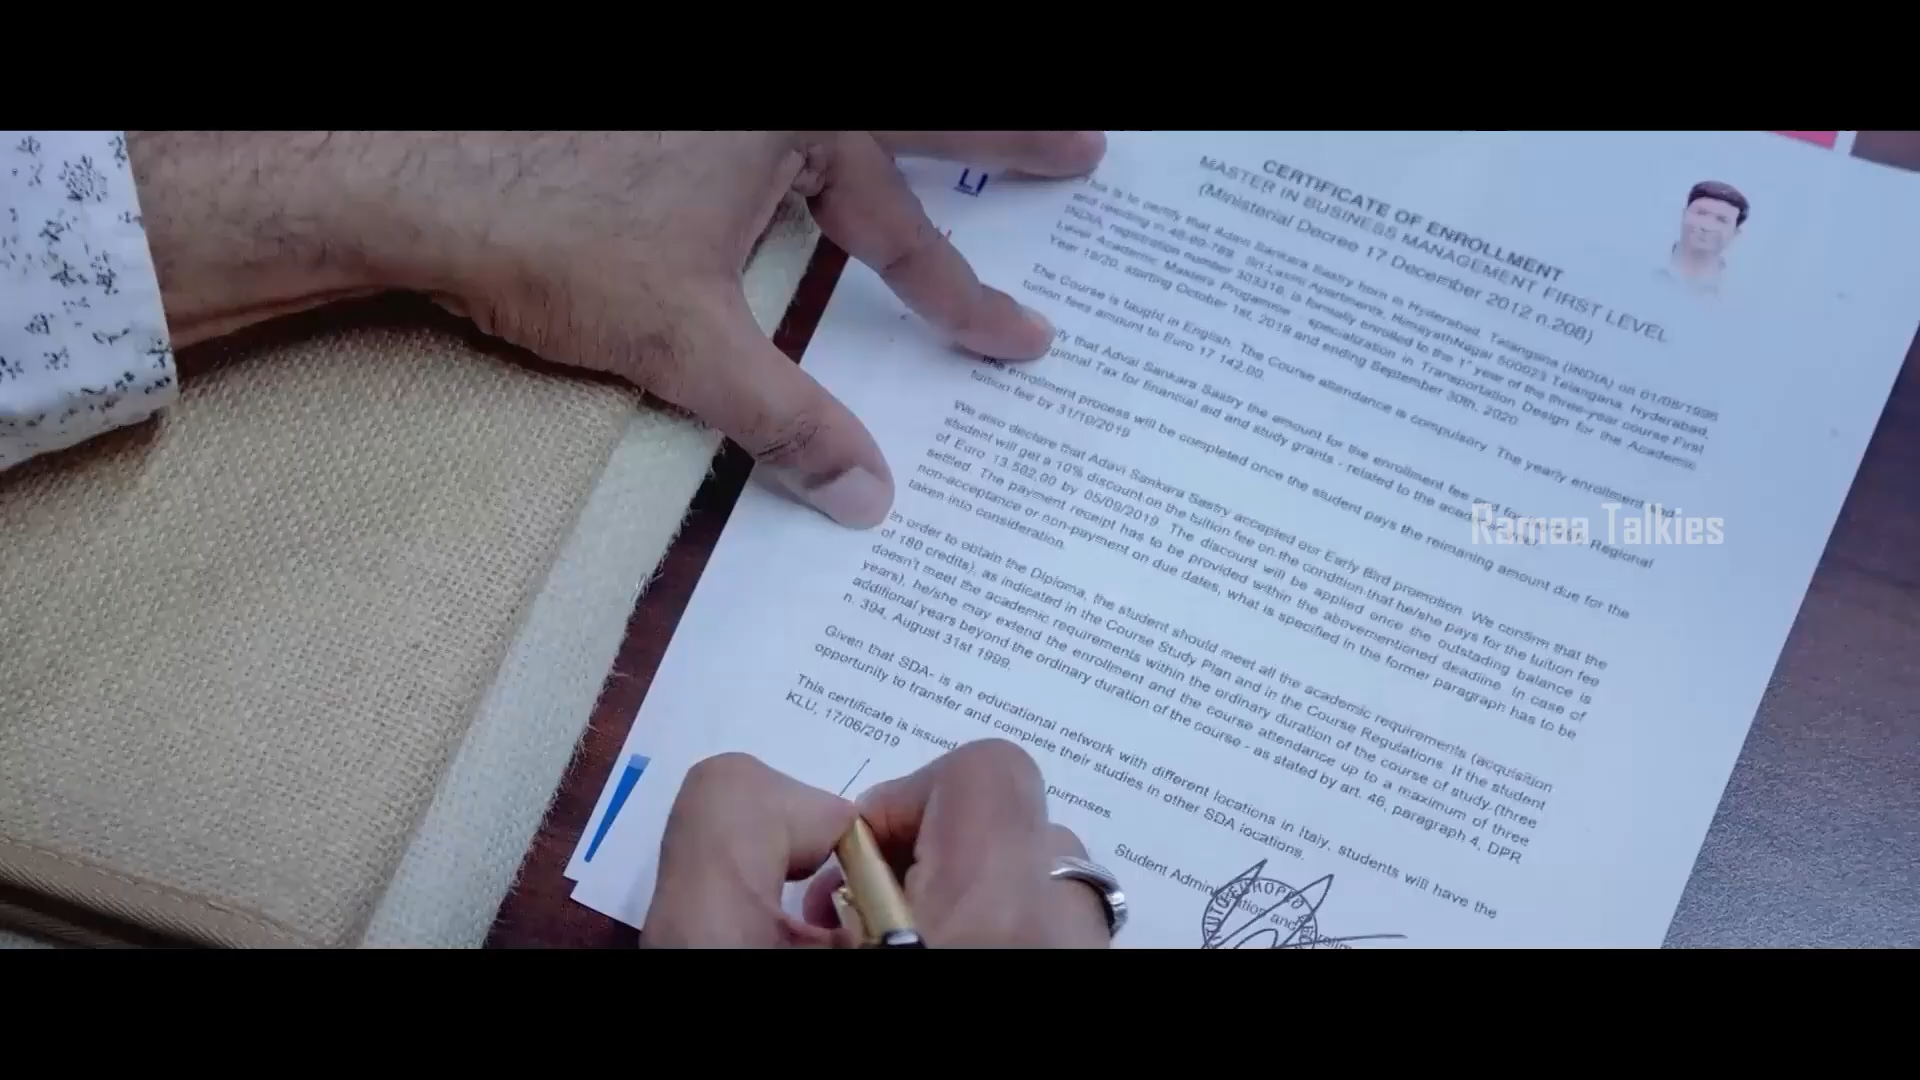 LI
CERTIFICATE OF ENROLLMENT
MASTER IN BUSINESS MANAGEMENT FIRST LEVEL
(Ministerial Decree 17 December 2012 n.208)
This is to certify that Adavi Sankara Sastry born in Hyderabad, Telangana (INDIA) on 01/08/1996
and residing in 46-60-789 Sri Laxmi Apartments, HimayathNagar 500023 Telangana, Hyderabad,
INDIA, registration number 303316, is formally enrolled to the 1° year of the three-year course First
Level Academic Masters Progamme - specialization in Transportation Design for the Academic
Year 19/20, starting October 1st, 2019 and ending September 30th, 2020.
The Course is taught in English. The Course attendance is compulsory. The yearly enrollment and
tuition fees amount to Euro 17 142,00.
that Advai Sankara Sastry the amount for the enrollment fee Regional
Tax for financial aid and study grants - related to the
The enrollment process will be completed once the student pays the reimaning amount due for the
tuition fee by 31/10/2019
We also declare that Adavi Sankara Sastry accepted our Early Bird promotion. We confirm that the
student will get a 10% discount on the tuition fee on the condition that he/she pays for the tuition fee
of Euro 13.502,00 by 05/09/2019. The discount will be applied once the outstading balance is
settled. The payment receipt has to be provided within the abovementioned deadline. In case of
non-acceptance or non-payment on due dates, what is specified in the former paragraph has to be
taken into consideration.
In order to obtain the Diploma, the student should meet all the academic requirements (acquisition
of 180 credits), as indicated in the Course Study Plan and in the Course Regulations. If the student
doesn't meet the academic requirements within the ordinary duration of the course of study (three
years), he/she may extend the enrollment and the course attendance up to a maximum of three
additional years beyond the ordinary duration of the course - as stated by art. 46, paragraph 4, DPR
n. 394, August 31st 1999.
Given that SDA- is an educational network with different locations in Italy, students will have the
opportunity to transfer and complete their studies in other SDA locations.
This certificate is issued purposes.
KLU, 17/06/2019
Student
Ramaa Talkies